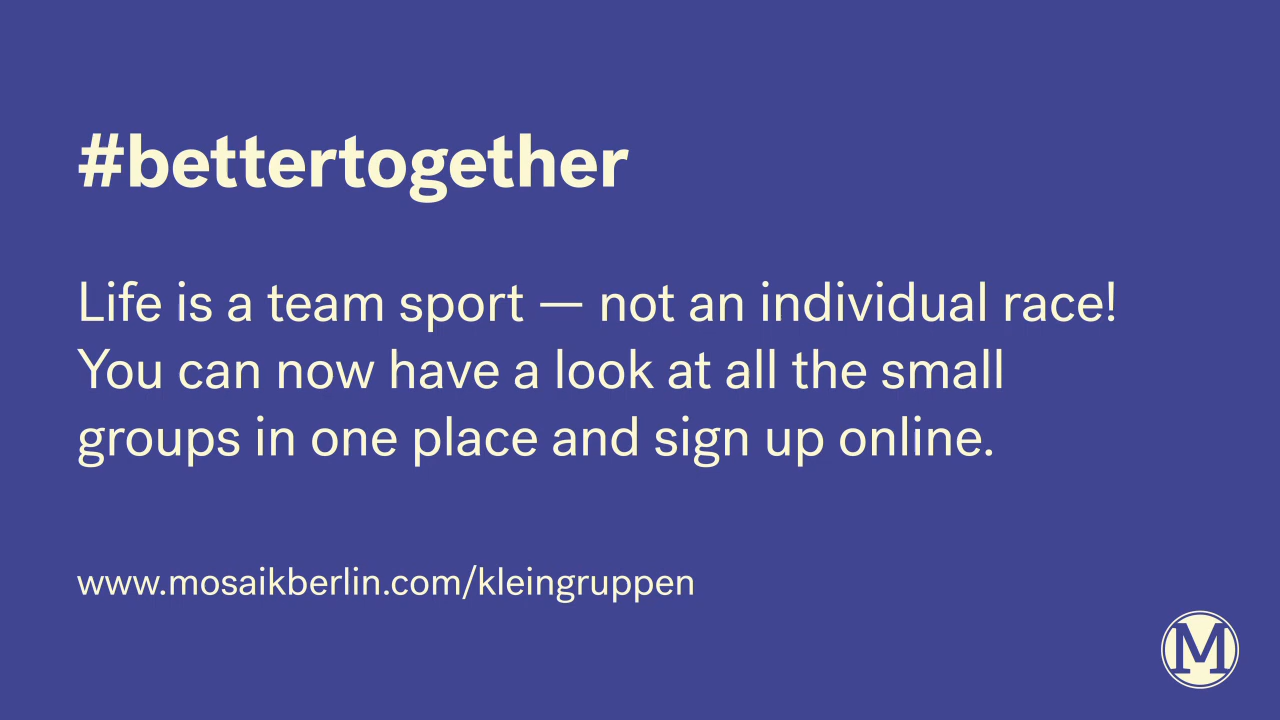 #bettertogether
Life is a team sport — not an individual race!
You can now have a look at all the small
groups in one place and sign up online.
www.mosaikberlin.com/kleingruppen
M